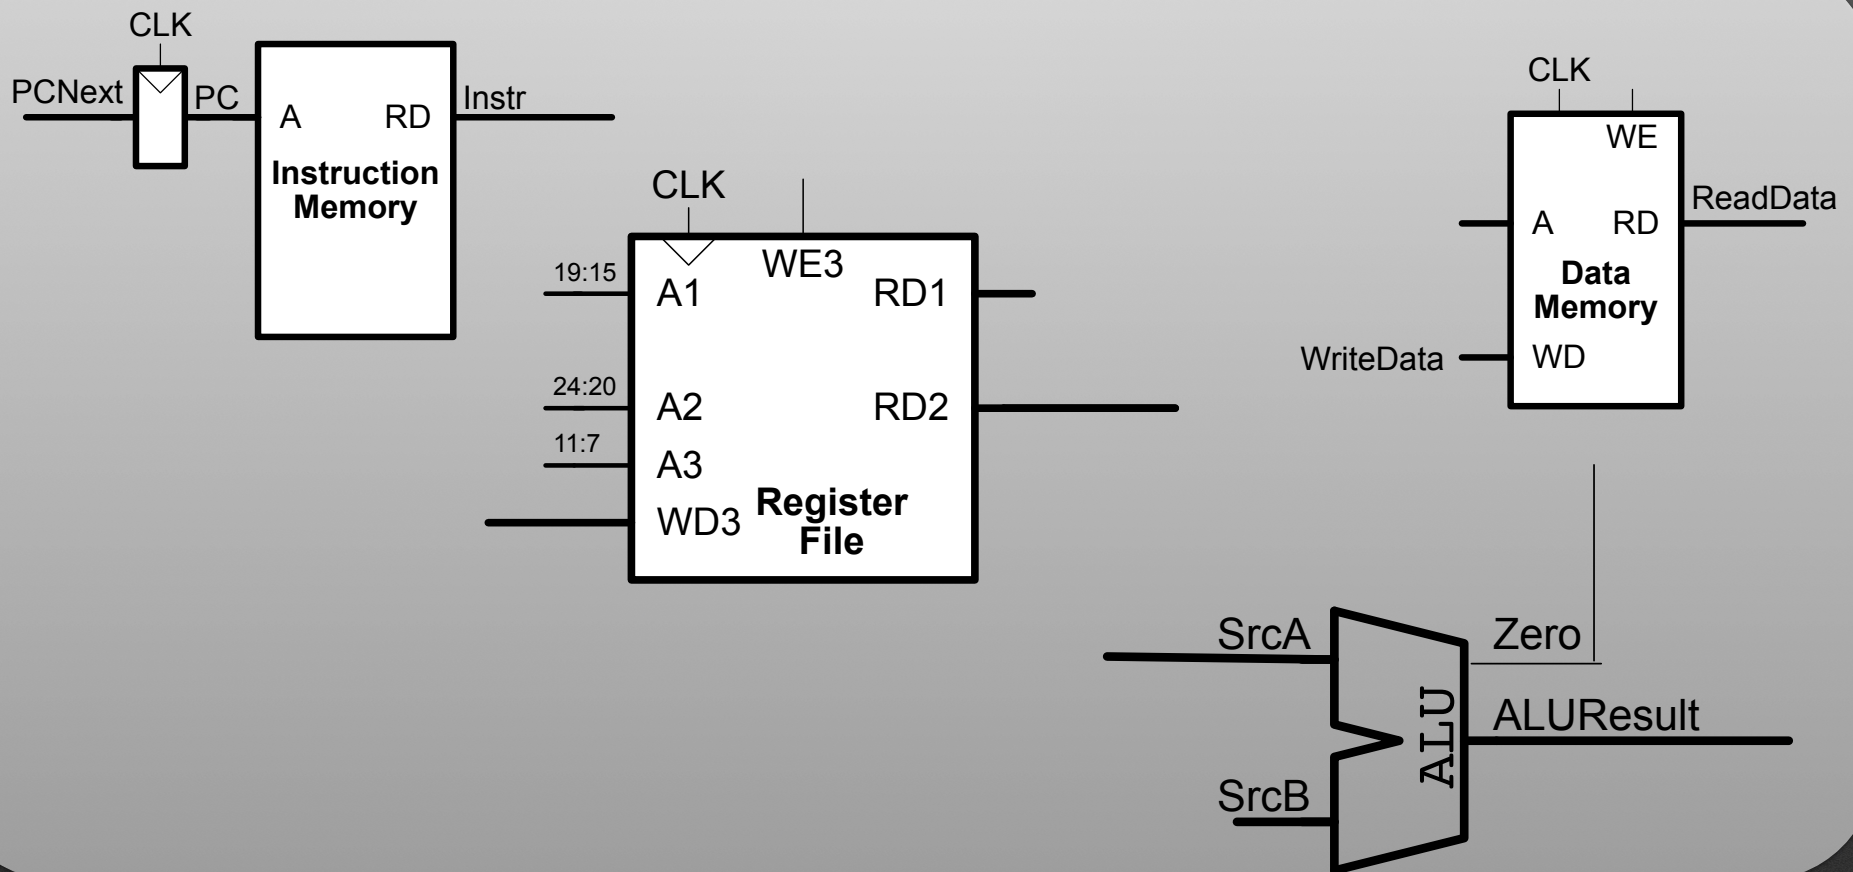 CLK
PCNext
PC
A
RD
Instr
Instruction
Memory
CLK
WE3
19:15
A1
RD1
24:20
A2
RD2
11:7
A3
WD3
Register
File
CLK
WE
A
RD
ReadData
Data
Memory
WriteData
WD
SrcA
Zero
ALU
ALUResult
SrcB